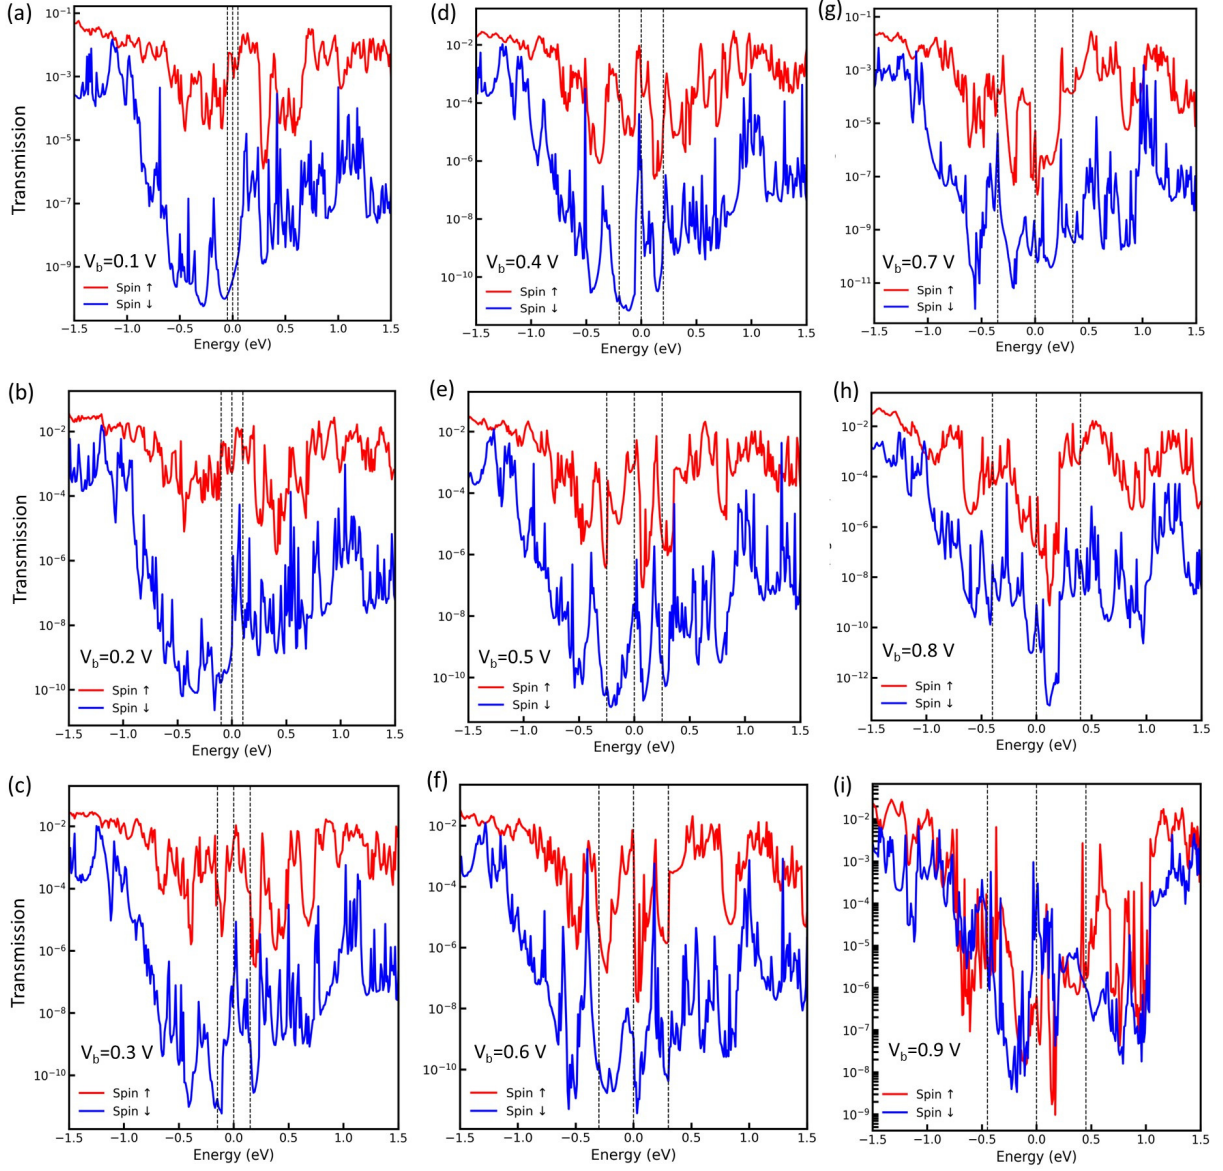 (a)
Transmission
10⁻¹
10⁻³
10⁻⁵
10⁻⁷
10⁻⁹
V_b=0.1 V
Spin ↑
Spin ↓
−1.5 −1.0 −0.5 0.0 0.5 1.0 1.5
Energy (eV)
(b)
Transmission
10⁻²
10⁻⁴
10⁻⁶
10⁻⁸
10⁻¹⁰
V_b=0.2 V
Spin ↑
Spin ↓
−1.5 −1.0 −0.5 0.0 0.5 1.0 1.5
Energy (eV)
(c)
Transmission
10⁻²
10⁻⁴
10⁻⁶
10⁻⁸
10⁻¹⁰
V_b=0.3 V
Spin ↑
Spin ↓
−1.5 −1.0 −0.5 0.0 0.5 1.0 1.5
Energy (eV)
(d)
10⁻²
10⁻⁴
10⁻⁶
10⁻⁸
10⁻¹⁰
V_b=0.4 V
Spin ↑
Spin ↓
−1.5 −1.0 −0.5 0.0 0.5 1.0 1.5
Energy (eV)
(e)
10⁻²
10⁻⁴
10⁻⁶
10⁻⁸
10⁻¹⁰
V_b=0.5 V
Spin ↑
Spin ↓
−1.5 −1.0 −0.5 0.0 0.5 1.0 1.5
Energy (eV)
(f)
10⁻²
10⁻⁴
10⁻⁶
10⁻⁸
10⁻¹⁰
V_b=0.6 V
Spin ↑
Spin ↓
−1.5 −1.0 −0.5 0.0 0.5 1.0 1.5
Energy (eV)
(g)
10⁻¹
10⁻³
10⁻⁵
10⁻⁷
10⁻⁹
10⁻¹¹
V_b=0.7 V
Spin ↑
Spin ↓
−1.5 −1.0 −0.5 0.0 0.5 1.0 1.5
Energy (eV)
(h)
10⁻²
10⁻⁴
10⁻⁶
10⁻⁸
10⁻¹⁰
10⁻¹²
V_b=0.8 V
Spin ↑
Spin ↓
−1.5 −1.0 −0.5 0.0 0.5 1.0 1.5
Energy (eV)
(i)
10⁻²
10⁻³
10⁻⁴
10⁻⁵
10⁻⁶
10⁻⁷
10⁻⁸
10⁻⁹
V_b=0.9 V
Spin ↑
Spin ↓
−1.5 −1.0 −0.5 0.0 0.5 1.0 1.5
Energy (eV)